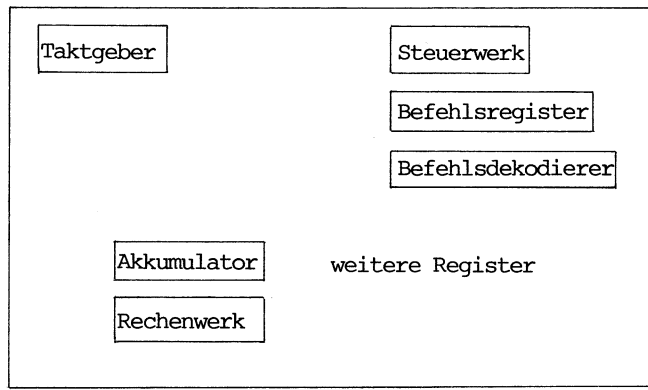 Taktgeber
Steuerwerk
Befehlsregister
Befehlsdekodierer
Akkumulator
weitere Register
Rechenwerk